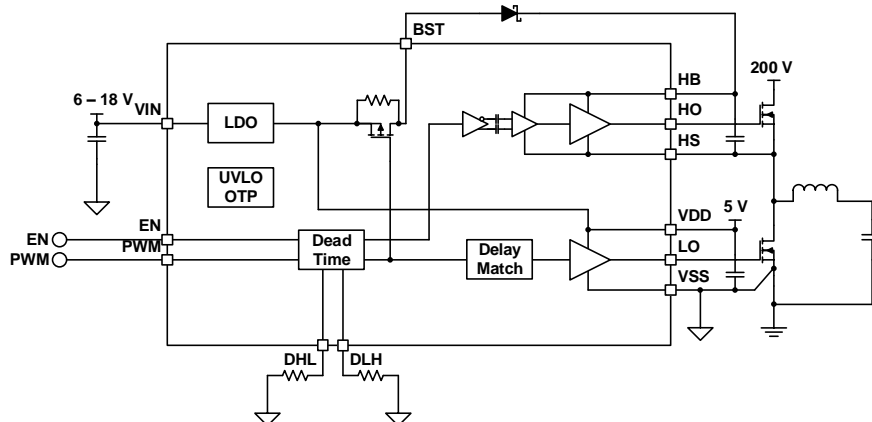 BST
6 – 18 V
VIN
LDO
UVLO
OTP
HB
HO
HS
200 V
EN
EN
PWM
PWM
Dead
Time
Delay
Match
VDD
5 V
LO
VSS
DHL
DLH